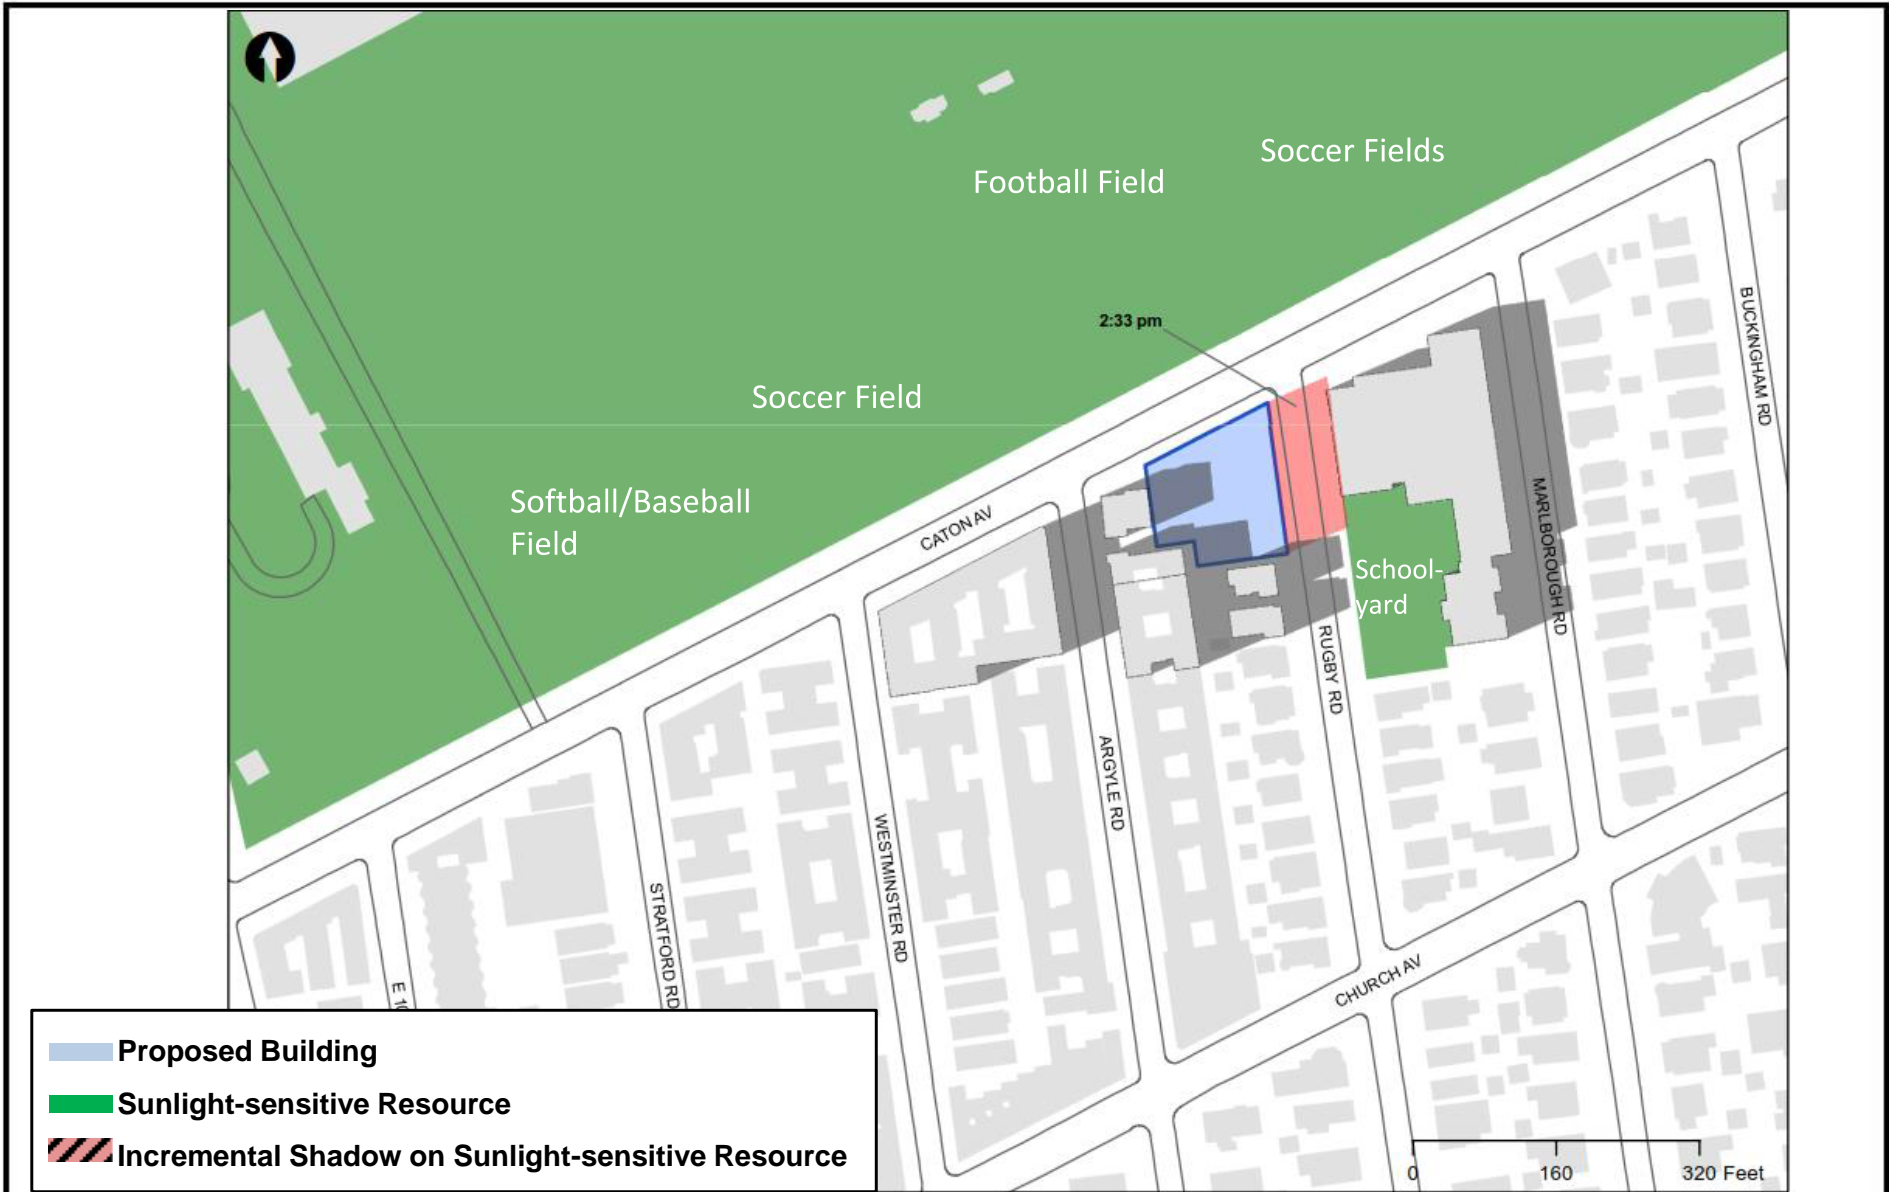 Soccer Fields
Football Field
2:33 pm
BUCKINGHAM RD
Soccer Field
Softball/Baseball
Field
CATON AV
MARLBOROUGH RD
School-
yard
RUGBY RD
ARGYLE RD
WESTMINSTER RD
STRATFORD RD
E 10
CHURCH AV
Proposed Building
Sunlight-sensitive Resource
Incremental Shadow on Sunlight-sensitive Resource
0 160 320 Feet